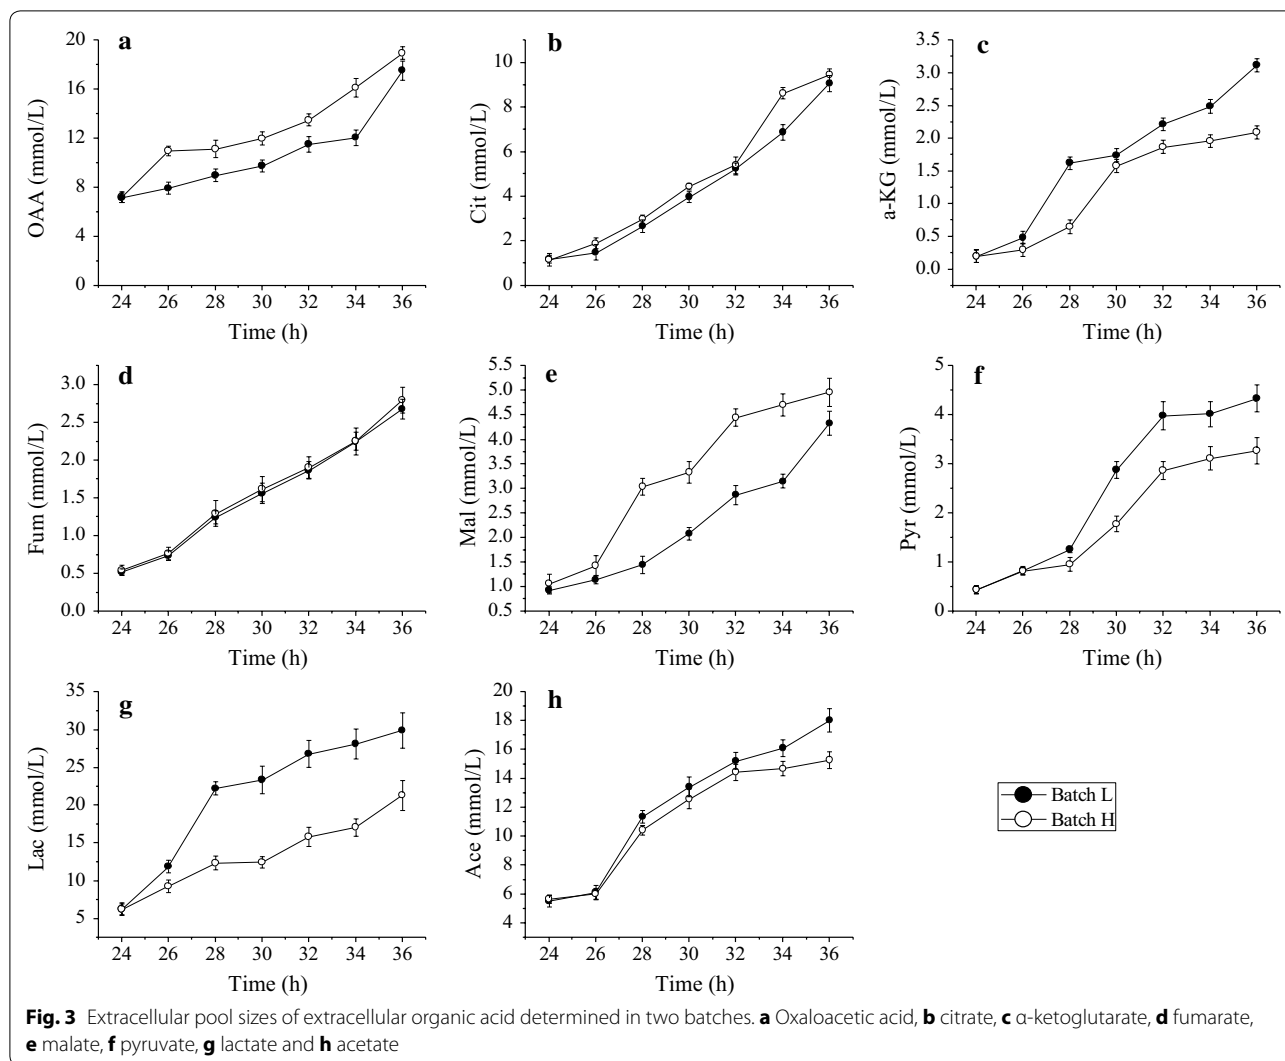 a
OAA (mmol/L)
20
16
12
8
4
0
24 26 28 30 32 34 36
Time (h)
b
Cit (mmol/L)
10
8
6
4
2
0
24 26 28 30 32 34 36
Time (h)
c
a-KG (mmol/L)
3.5
3.0
2.5
2.0
1.5
1.0
0.5
0.0
24 26 28 30 32 34 36
Time (h)
d
Fum (mmol/L)
3.0
2.5
2.0
1.5
1.0
0.5
0.0
24 26 28 30 32 34 36
Time (h)
e
Mal (mmol/L)
5.5
5.0
4.5
4.0
3.5
3.0
2.5
2.0
1.5
1.0
0.5
24 26 28 30 32 34 36
Time (h)
f
Pyr (mmol/L)
5
4
3
2
1
0
24 26 28 30 32 34 36
Time (h)
g
Lac (mmol/L)
35
30
25
20
15
10
5
24 26 28 30 32 34 36
Time (h)
h
Ace (mmol/L)
20
18
16
14
12
10
8
6
4
24 26 28 30 32 34 36
Time (h)
Batch L
Batch H
Fig. 3 Extracellular pool sizes of extracellular organic acid determined in two batches. a Oxaloacetic acid, b citrate, c α-ketoglutarate, d fumarate,
e malate, f pyruvate, g lactate and h acetate